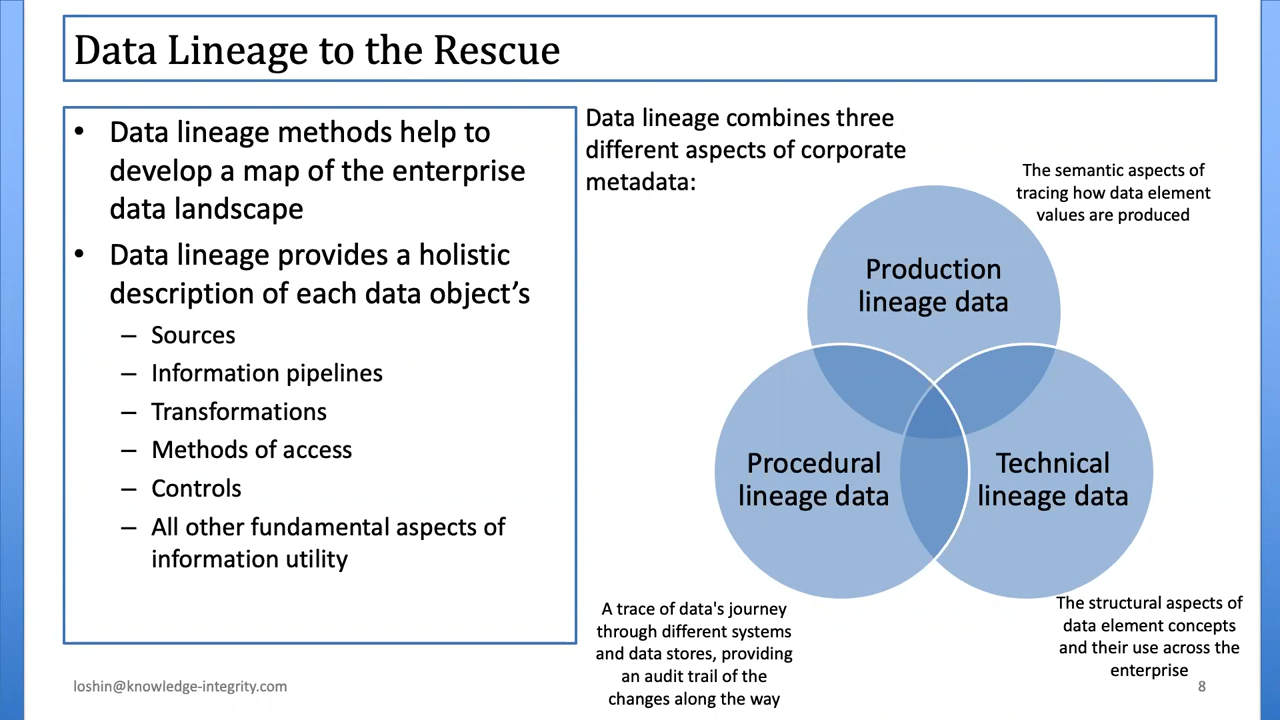 Data Lineage to the Rescue
• Data lineage methods help to
develop a map of the enterprise
data landscape
• Data lineage provides a holistic
description of each data object’s
– Sources
– Information pipelines
– Transformations
– Methods of access
– Controls
– All other fundamental aspects of
information utility
Data lineage combines three
different aspects of corporate
metadata:
The semantic aspects of
tracing how data element
values are produced
Production
lineage data
Procedural
lineage data
Technical
lineage data
A trace of data's journey
through different systems
and data stores, providing
an audit trail of the
changes along the way
The structural aspects of
data element concepts
and their use across the
enterprise
loshin@knowledge-integrity.com
8